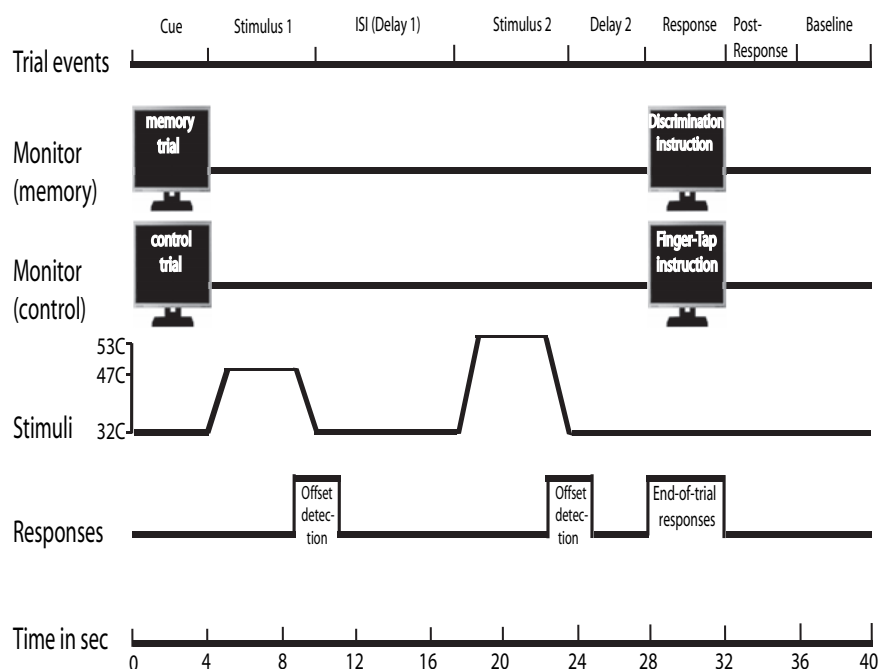 Cue Stimulus 1 ISI (Delay 1) Stimulus 2 Delay 2 Response Post- Baseline
Response
Trial events
memory
trial
Discrimination
instruction
Monitor
(memory)
control
trial
Finger-Tap
instruction
Monitor
(control)
53C
47C
Stimuli 32C
Offset
detec-
tion
Offset
detec-
tion
End-of-trial
responses
Responses
Time in sec
0 4 8 12 16 20 24 28 32 36 40